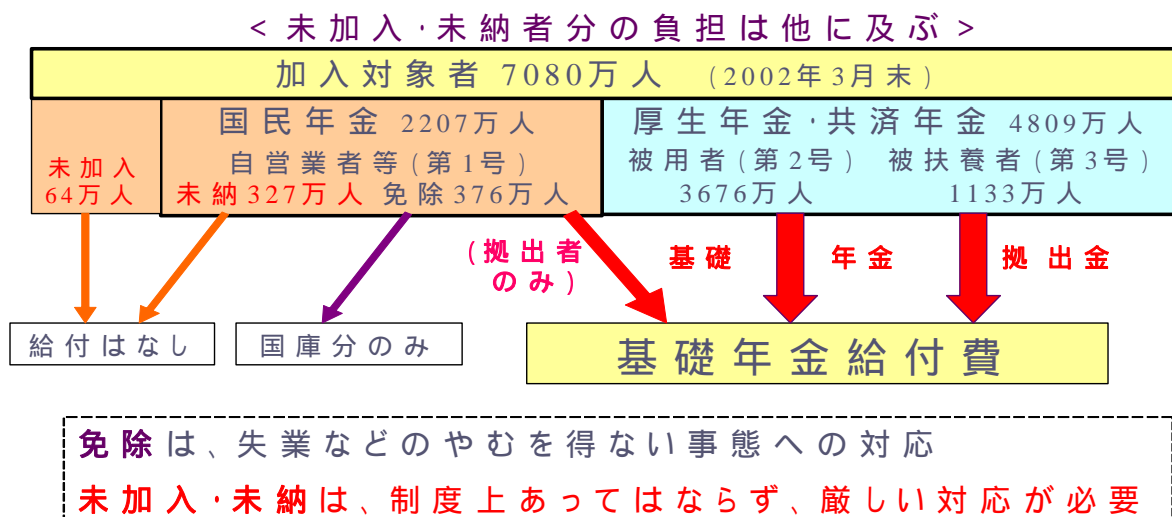 <未加入・未納者分の負担は他に及ぶ>
加入対象者 7080万人 (2002年3月末)
未加入
64万人
国民年金 2207万人
自営業者等(第1号)
未納327万人 免除376万人
厚生年金・共済年金 4809万人
被用者(第2号) 被扶養者(第3号)
3676万人 1133万人
(拠出者
のみ)
基礎 年金 拠出金
給付はなし
国庫分のみ
基礎年金給付費
免除は、失業などのやむを得ない事態への対応
未加入・未納は、制度上あってはならず、厳しい対応が必要